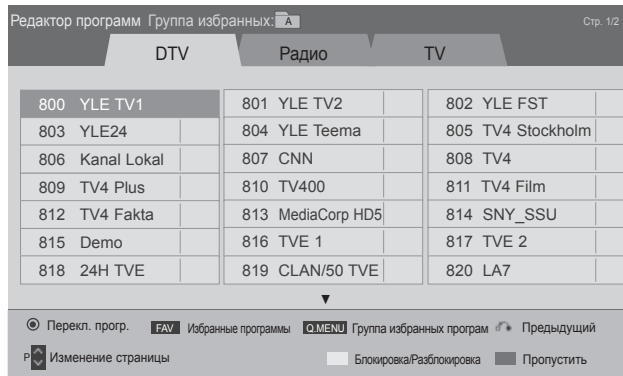 Редактор программ Группа избранных: A Стр. 1/2
DTV Радио TV
800 YLE TV1 801 YLE TV2 802 YLE FST
803 YLE24 804 YLE Teema 805 TV4 Stockholm
806 Kanal Lokal 807 CNN 808 TV4
809 TV4 Plus 810 TV400 811 TV4 Film
812 TV4 Fakta 813 MediaCorp HD5 814 SNY_SSU
815 Demo 816 TVE 1 817 TVE 2
818 24H TVE 819 CLAN/50 TVE 820 LA7
Перекл. прогр. FAV Избранные программы Q.MENU Группа избранных програм Предыдущий
P Изменение страницы Блокировка/Разблокировка Пропустить